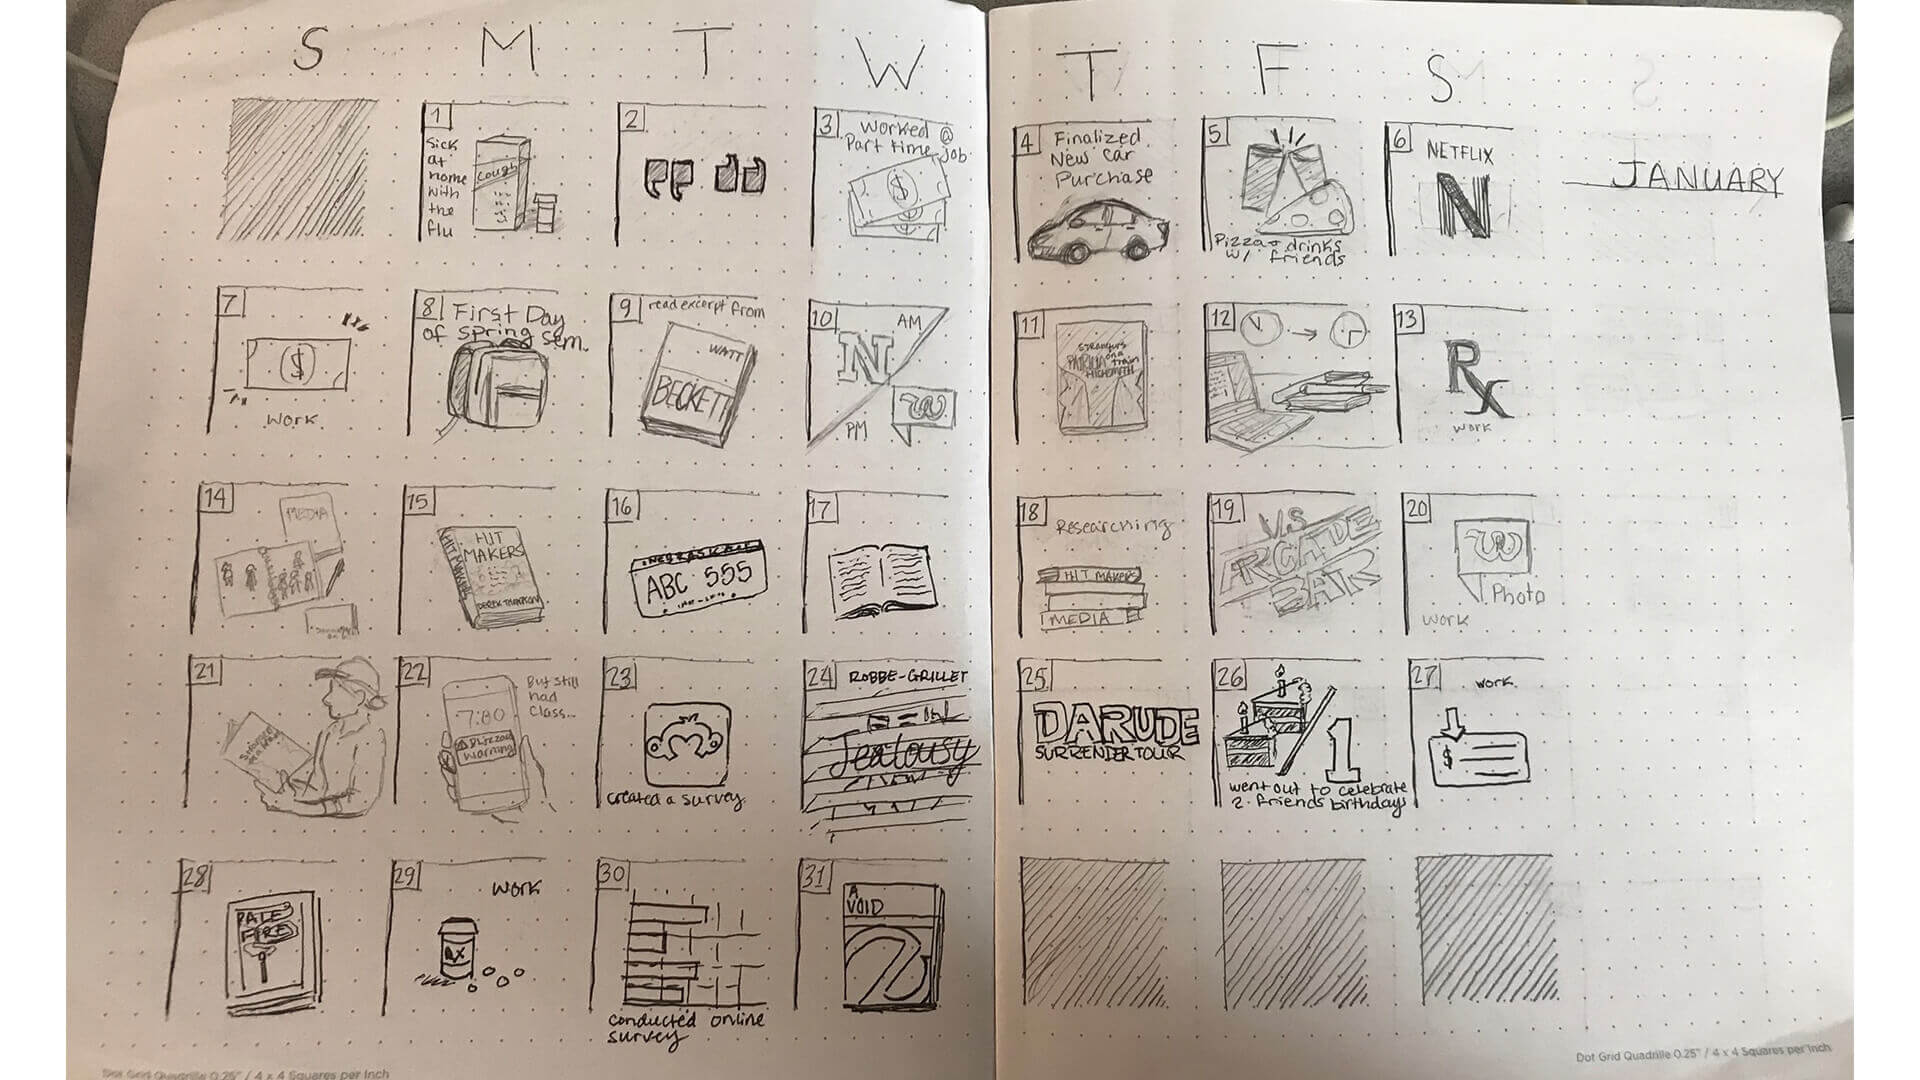 S M T W T F S
JANUARY
1
Sick
at
home
with
the
flu
Cough
2
3
Worked @
Part time job
$
4
Finalized
New Car
Purchase
5
Pizza + drinks
w/ friends
6
NETFLIX
N
7
$
Work
8
First Day
of Spring Sem.
9
read excerpt from
WATT
BECKETT
10
AM
N
W
PM
11
Strangers
on a
PATRICIA train
HIGHSMITH
12
13
Rx
work
14
MEDIA
15
HIT MAKERS
HIT
MAKERS
DEREK THOMPSON
16
NEBRASKA
ABC 555
17
18
Researching
HIT MAKERS
MEDIA
19
V.S
ARCADE
BAR
20
W
Photo
Work
21
22
7:00
Blizzard
Warning
But still
had
class...
23
created a survey
24
ROBBE-GRILLET
Jealousy
25
DARUDE
SURRENDER TOUR
26
1
went out to celebrate
2 friends birthdays
27
work
$
28
PALE
FIRE
29
work
Rx
30
conducted online
survey
31
A
VOID
Dot Grid Quadrille 0.25" / 4 x 4 Squares per Inch
Dot Grid Quadrille 0.25" / 4 x 4 Squares per Inch